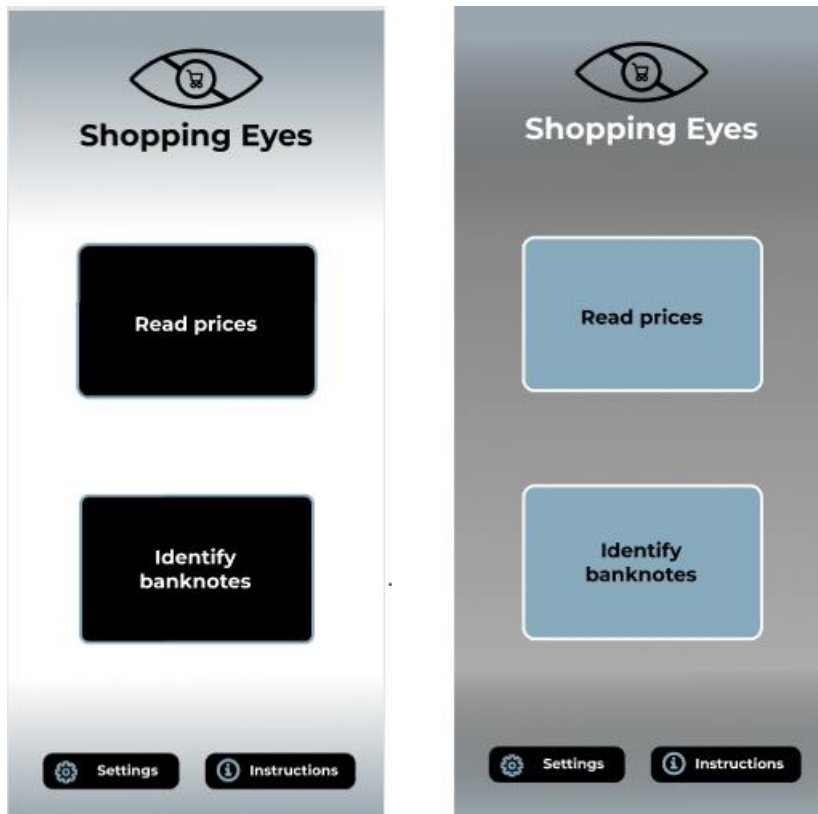 Shopping Eyes
Read prices
Identify
banknotes
Settings
Instructions
Shopping Eyes
Read prices
Identify
banknotes
Settings
Instructions